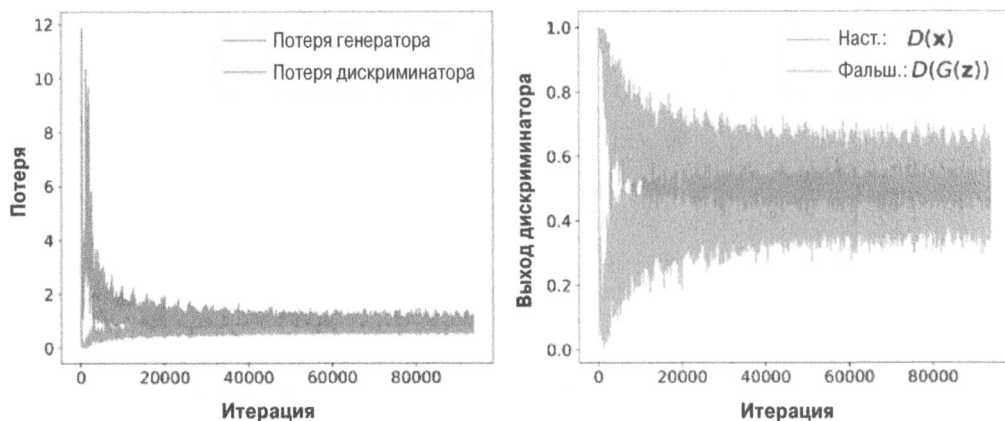 Потеря
12
10
8
6
4
2
0
Потеря генератора
Потеря дискриминатора
0
20000
40000
60000
80000
Итерация
Выход дискриминатора
1.0
0.8
0.6
0.4
0.2
0.0
Наст.: D(x)
Фальш.: D(G(z))
0
20000
40000
60000
80000
Итерация